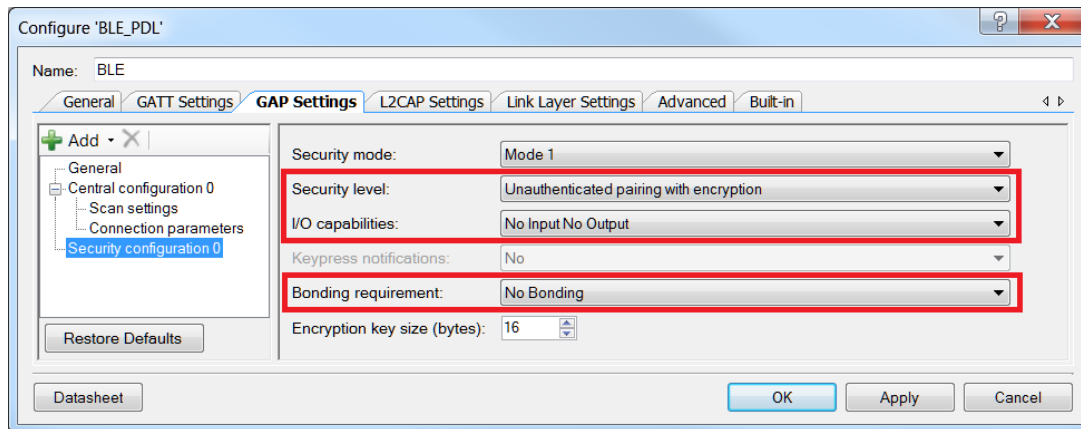 Configure 'BLE_PDL'
Name: BLE
General GATT Settings GAP Settings L2CAP Settings Link Layer Settings Advanced Built-in
Add
General
Central configuration 0
Scan settings
Connection parameters
Security configuration 0
Restore Defaults
Security mode: Mode 1
Security level: Unauthenticated pairing with encryption
I/O capabilities: No Input No Output
Keypress notifications: No
Bonding requirement: No Bonding
Encryption key size (bytes): 16
Datasheet OK Apply Cancel